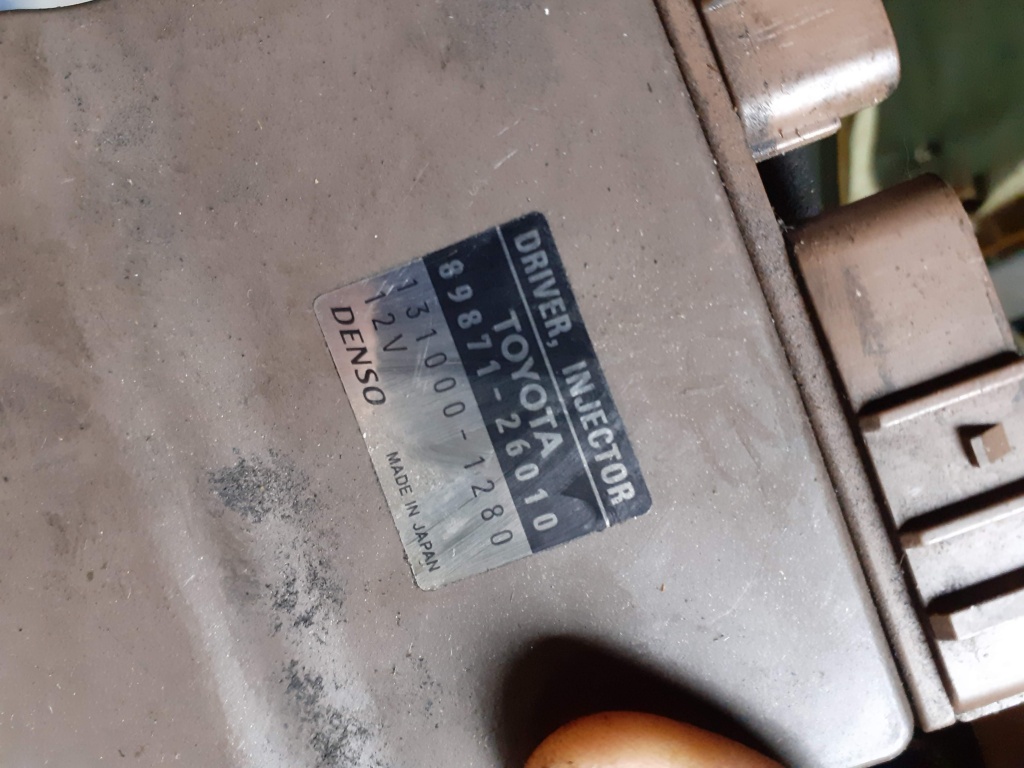 DRIVER, INJECTOR
TOYOTA
89871-26010
131000-1280
12V
DENSO MADE IN JAPAN